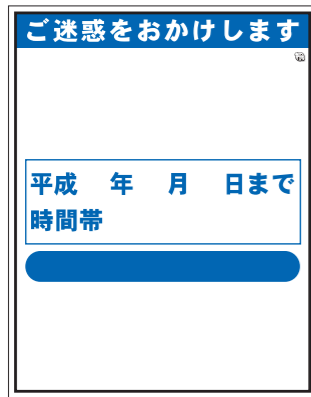 ご迷惑をおかけします
平成　年　月　日まで
時間帯